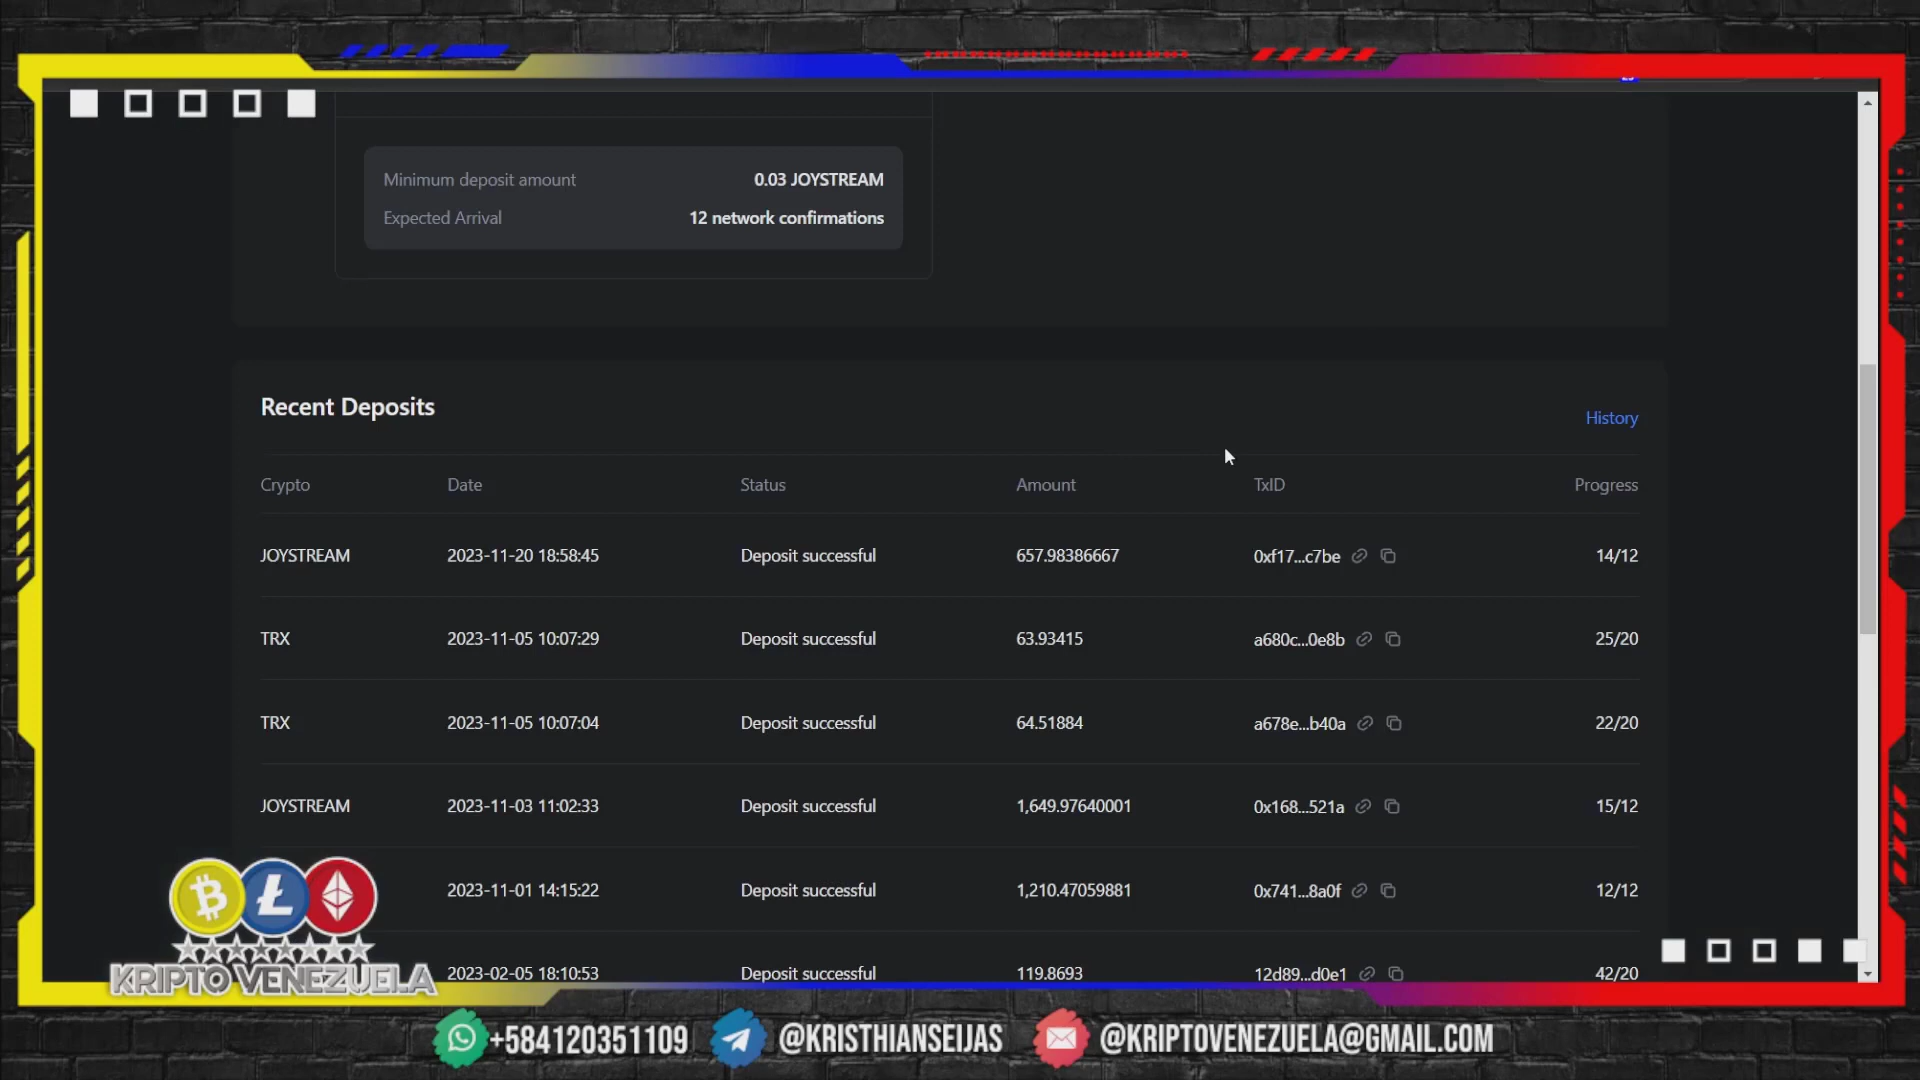 Minimum deposit amount 0.03 JOYSTREAM
Expected Arrival 12 network confirmations
Recent Deposits
History
Crypto Date Status Amount TxID Progress
JOYSTREAM 2023-11-20 18:58:45 Deposit successful 657.98386667 0xf17...c7be 14/12
TRX 2023-11-05 10:07:29 Deposit successful 63.93415 a680c...0e8b 25/20
TRX 2023-11-05 10:07:04 Deposit successful 64.51884 a678e...b40a 22/20
JOYSTREAM 2023-11-03 11:02:33 Deposit successful 1,649.97640001 0x168...521a 15/12
2023-11-01 14:15:22 Deposit successful 1,210.47059881 0x741...8a0f 12/12
2023-02-05 18:10:53 Deposit successful 119.8693 12d89...d0e1 42/20
KRIPTO VENEZUELA
+584120351109 @KRISTHIANSEIJAS @KRIPTOVENEZUELA@GMAIL.COM